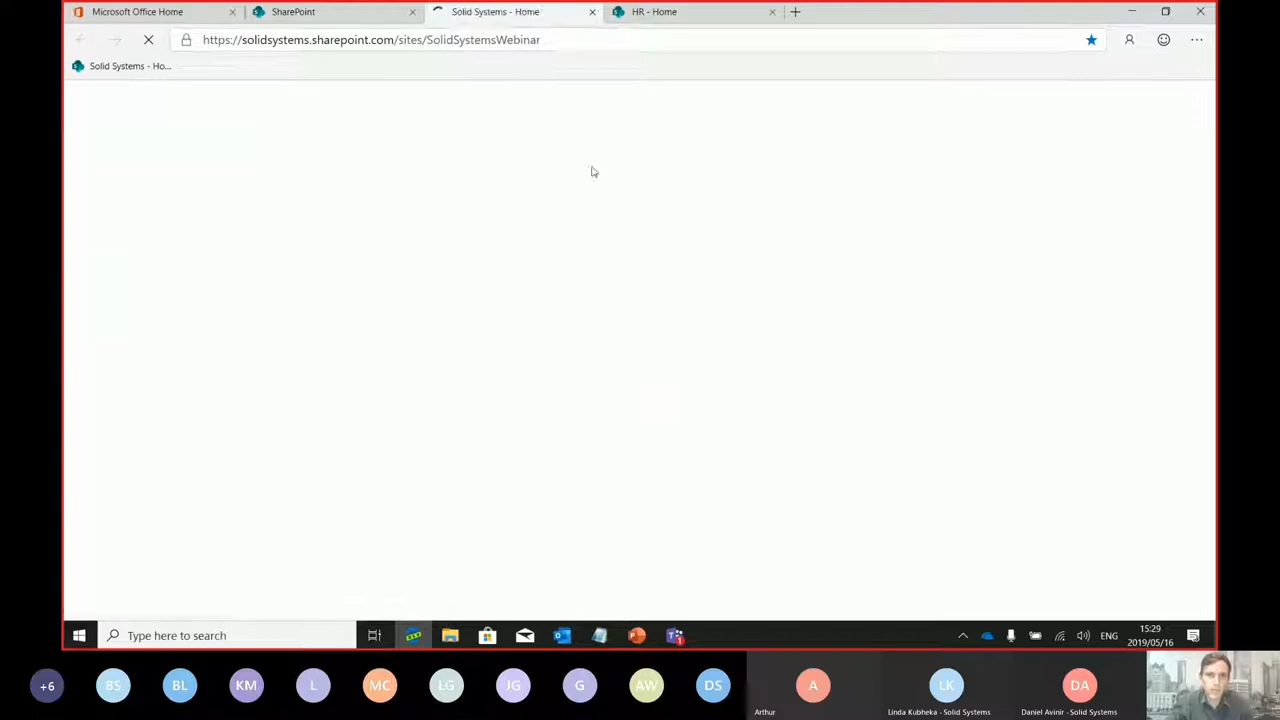 Microsoft Office Home
SharePoint
Solid Systems - Home
HR - Home
https://solidsystems.sharepoint.com/sites/SolidSystemsWebinar
Solid Systems - Ho...
Type here to search
ENG
15:29
2019/05/16
1
+6
BS
BL
KM
L
MC
LG
JG
G
AW
DS
A
LK
DA
Arthur
Linda Kubheka - Solid Systems
Daniel Avinir - Solid Systems